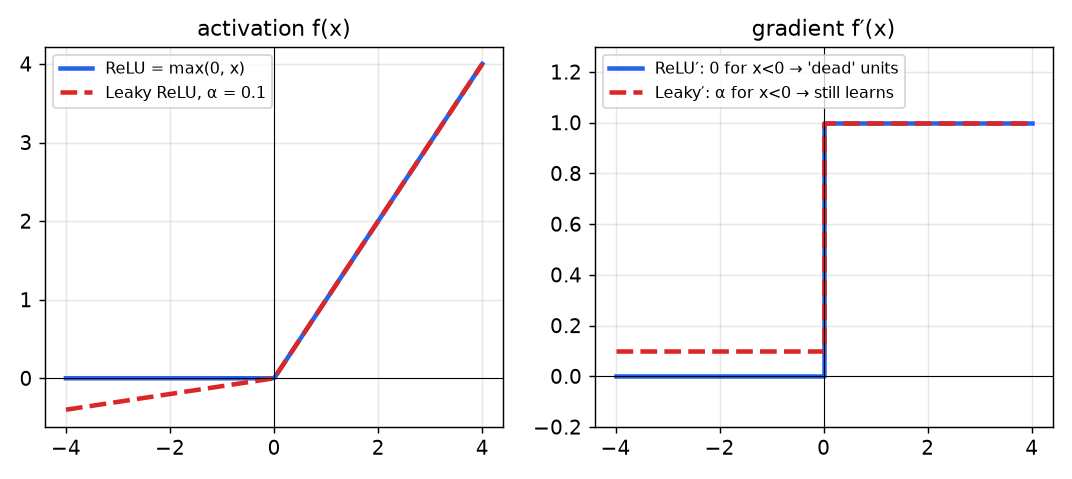 activation f(x)
ReLU = max(0, x)
Leaky ReLU, α = 0.1
4
3
2
1
0
−4 −2 0 2 4
gradient f′(x)
ReLU′: 0 for x<0 → 'dead' units
Leaky′: α for x<0 → still learns
1.2
1.0
0.8
0.6
0.4
0.2
0.0
−0.2
−4 −2 0 2 4